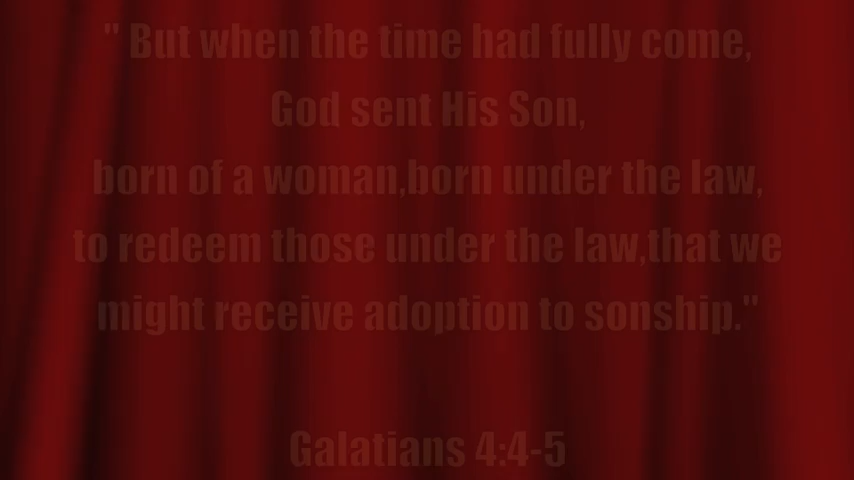 " But when the time had fully come,
God sent His Son,
born of a woman,born under the law,
to redeem those under the law,that we
might receive adoption to sonship."
Galatians 4:4-5